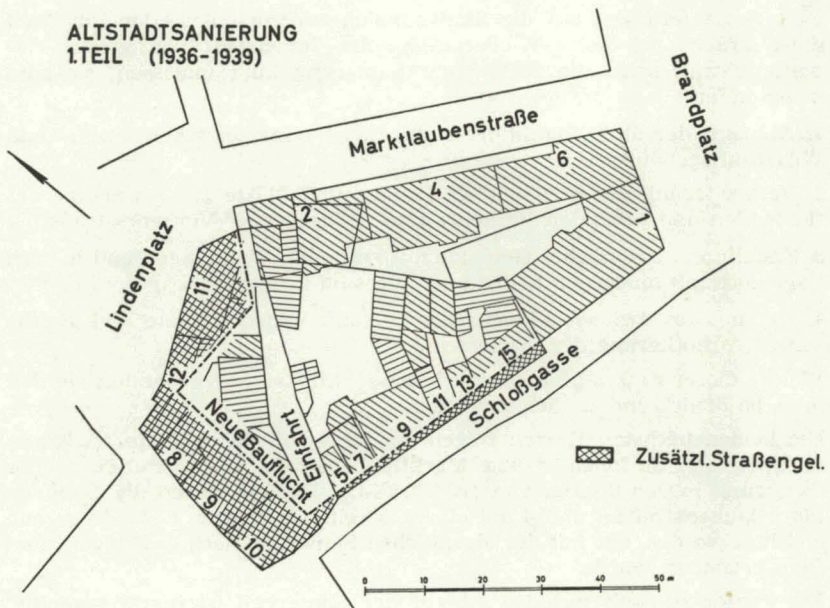 ALTSTADTSANIERUNG
1.TEIL (1936-1939)
Marktlaubenstraße
Brandplatz
Lindenplatz
2
4
6
1
11
12
8
9
10
Neue Bauflucht
Einfahrt
5
7
9
11
13
15
Schloßgasse
Zusätzl.Straßengel.
0 10 20 30 40 50 m